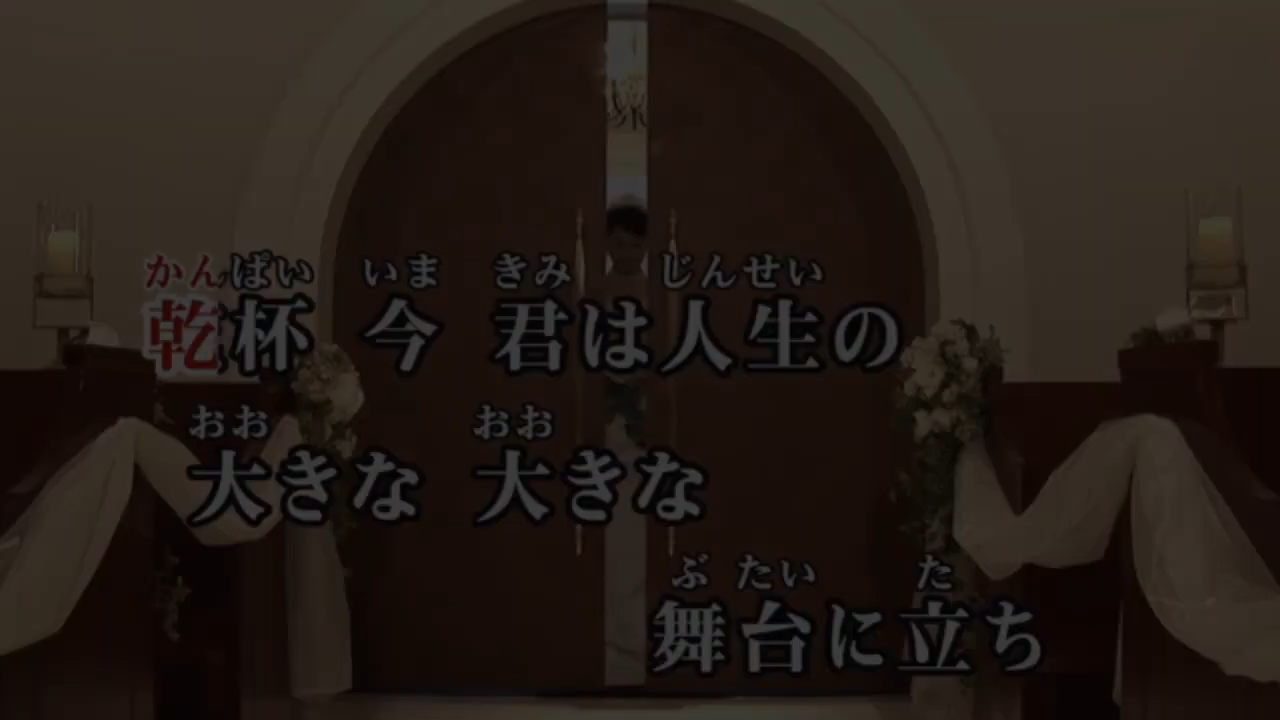 かんぱい いま きみ じんせい
乾杯 今 君は人生の
おお おお
大きな 大きな
ぶ たい た
舞台に立ち